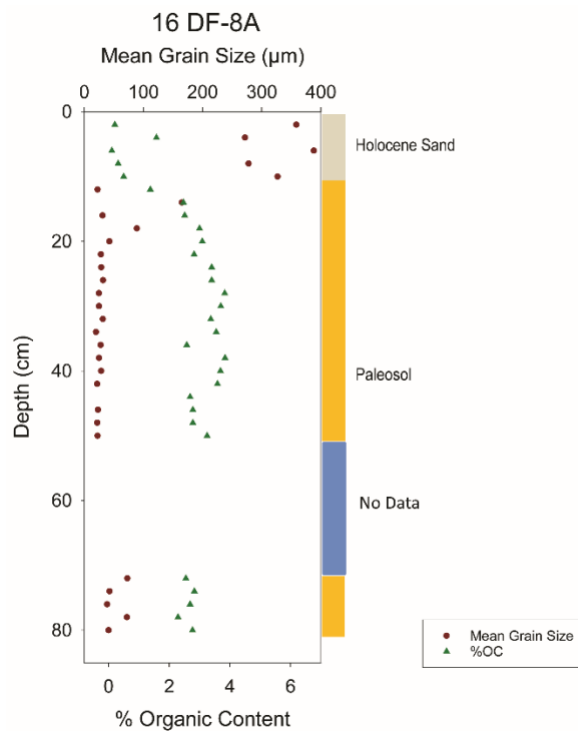 16 DF-8A
Mean Grain Size (µm)
0 100 200 300 400
0
20
40
60
80
Depth (cm)
Holocene Sand
Paleosol
No Data
Mean Grain Size
%OC
0 2 4 6
% Organic Content